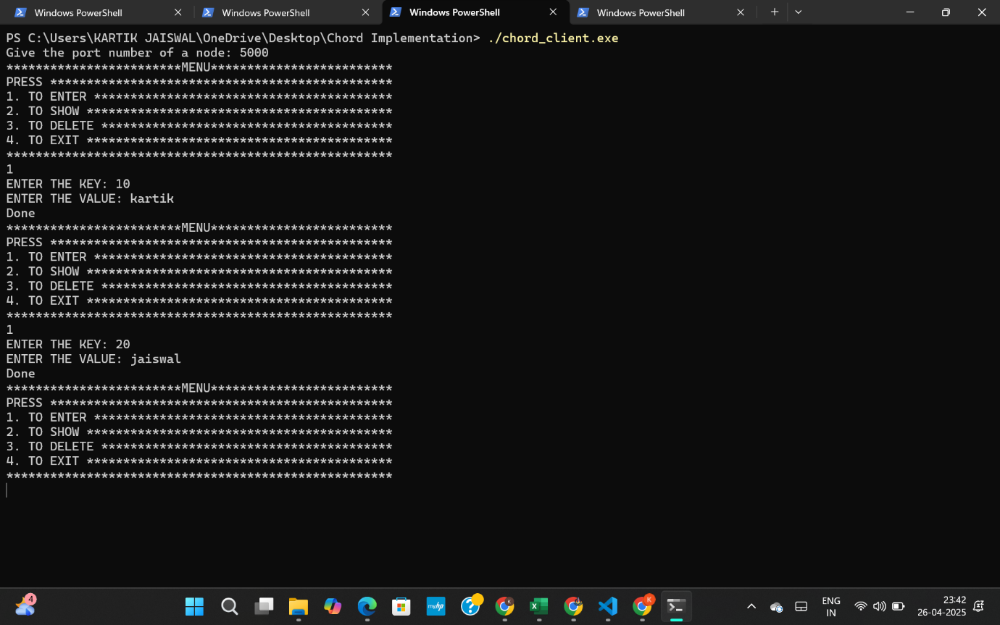 Windows PowerShell
Windows PowerShell
Windows PowerShell
Windows PowerShell
PS C:\Users\KARTIK JAISWAL\OneDrive\Desktop\Chord Implementation> ./chord_client.exe
Give the port number of a node: 5000
************************MENU*************************
PRESS ***********************************************
1. TO ENTER *****************************************
2. TO SHOW ******************************************
3. TO DELETE ****************************************
4. TO EXIT ******************************************
*****************************************************
1
ENTER THE KEY: 10
ENTER THE VALUE: kartik
Done
************************MENU*************************
PRESS ***********************************************
1. TO ENTER *****************************************
2. TO SHOW ******************************************
3. TO DELETE ****************************************
4. TO EXIT ******************************************
*****************************************************
1
ENTER THE KEY: 20
ENTER THE VALUE: jaiswal
Done
************************MENU*************************
PRESS ***********************************************
1. TO ENTER *****************************************
2. TO SHOW ******************************************
3. TO DELETE ****************************************
4. TO EXIT ******************************************
*****************************************************
4
myhp
K
ENG
IN
23:42
26-04-2025